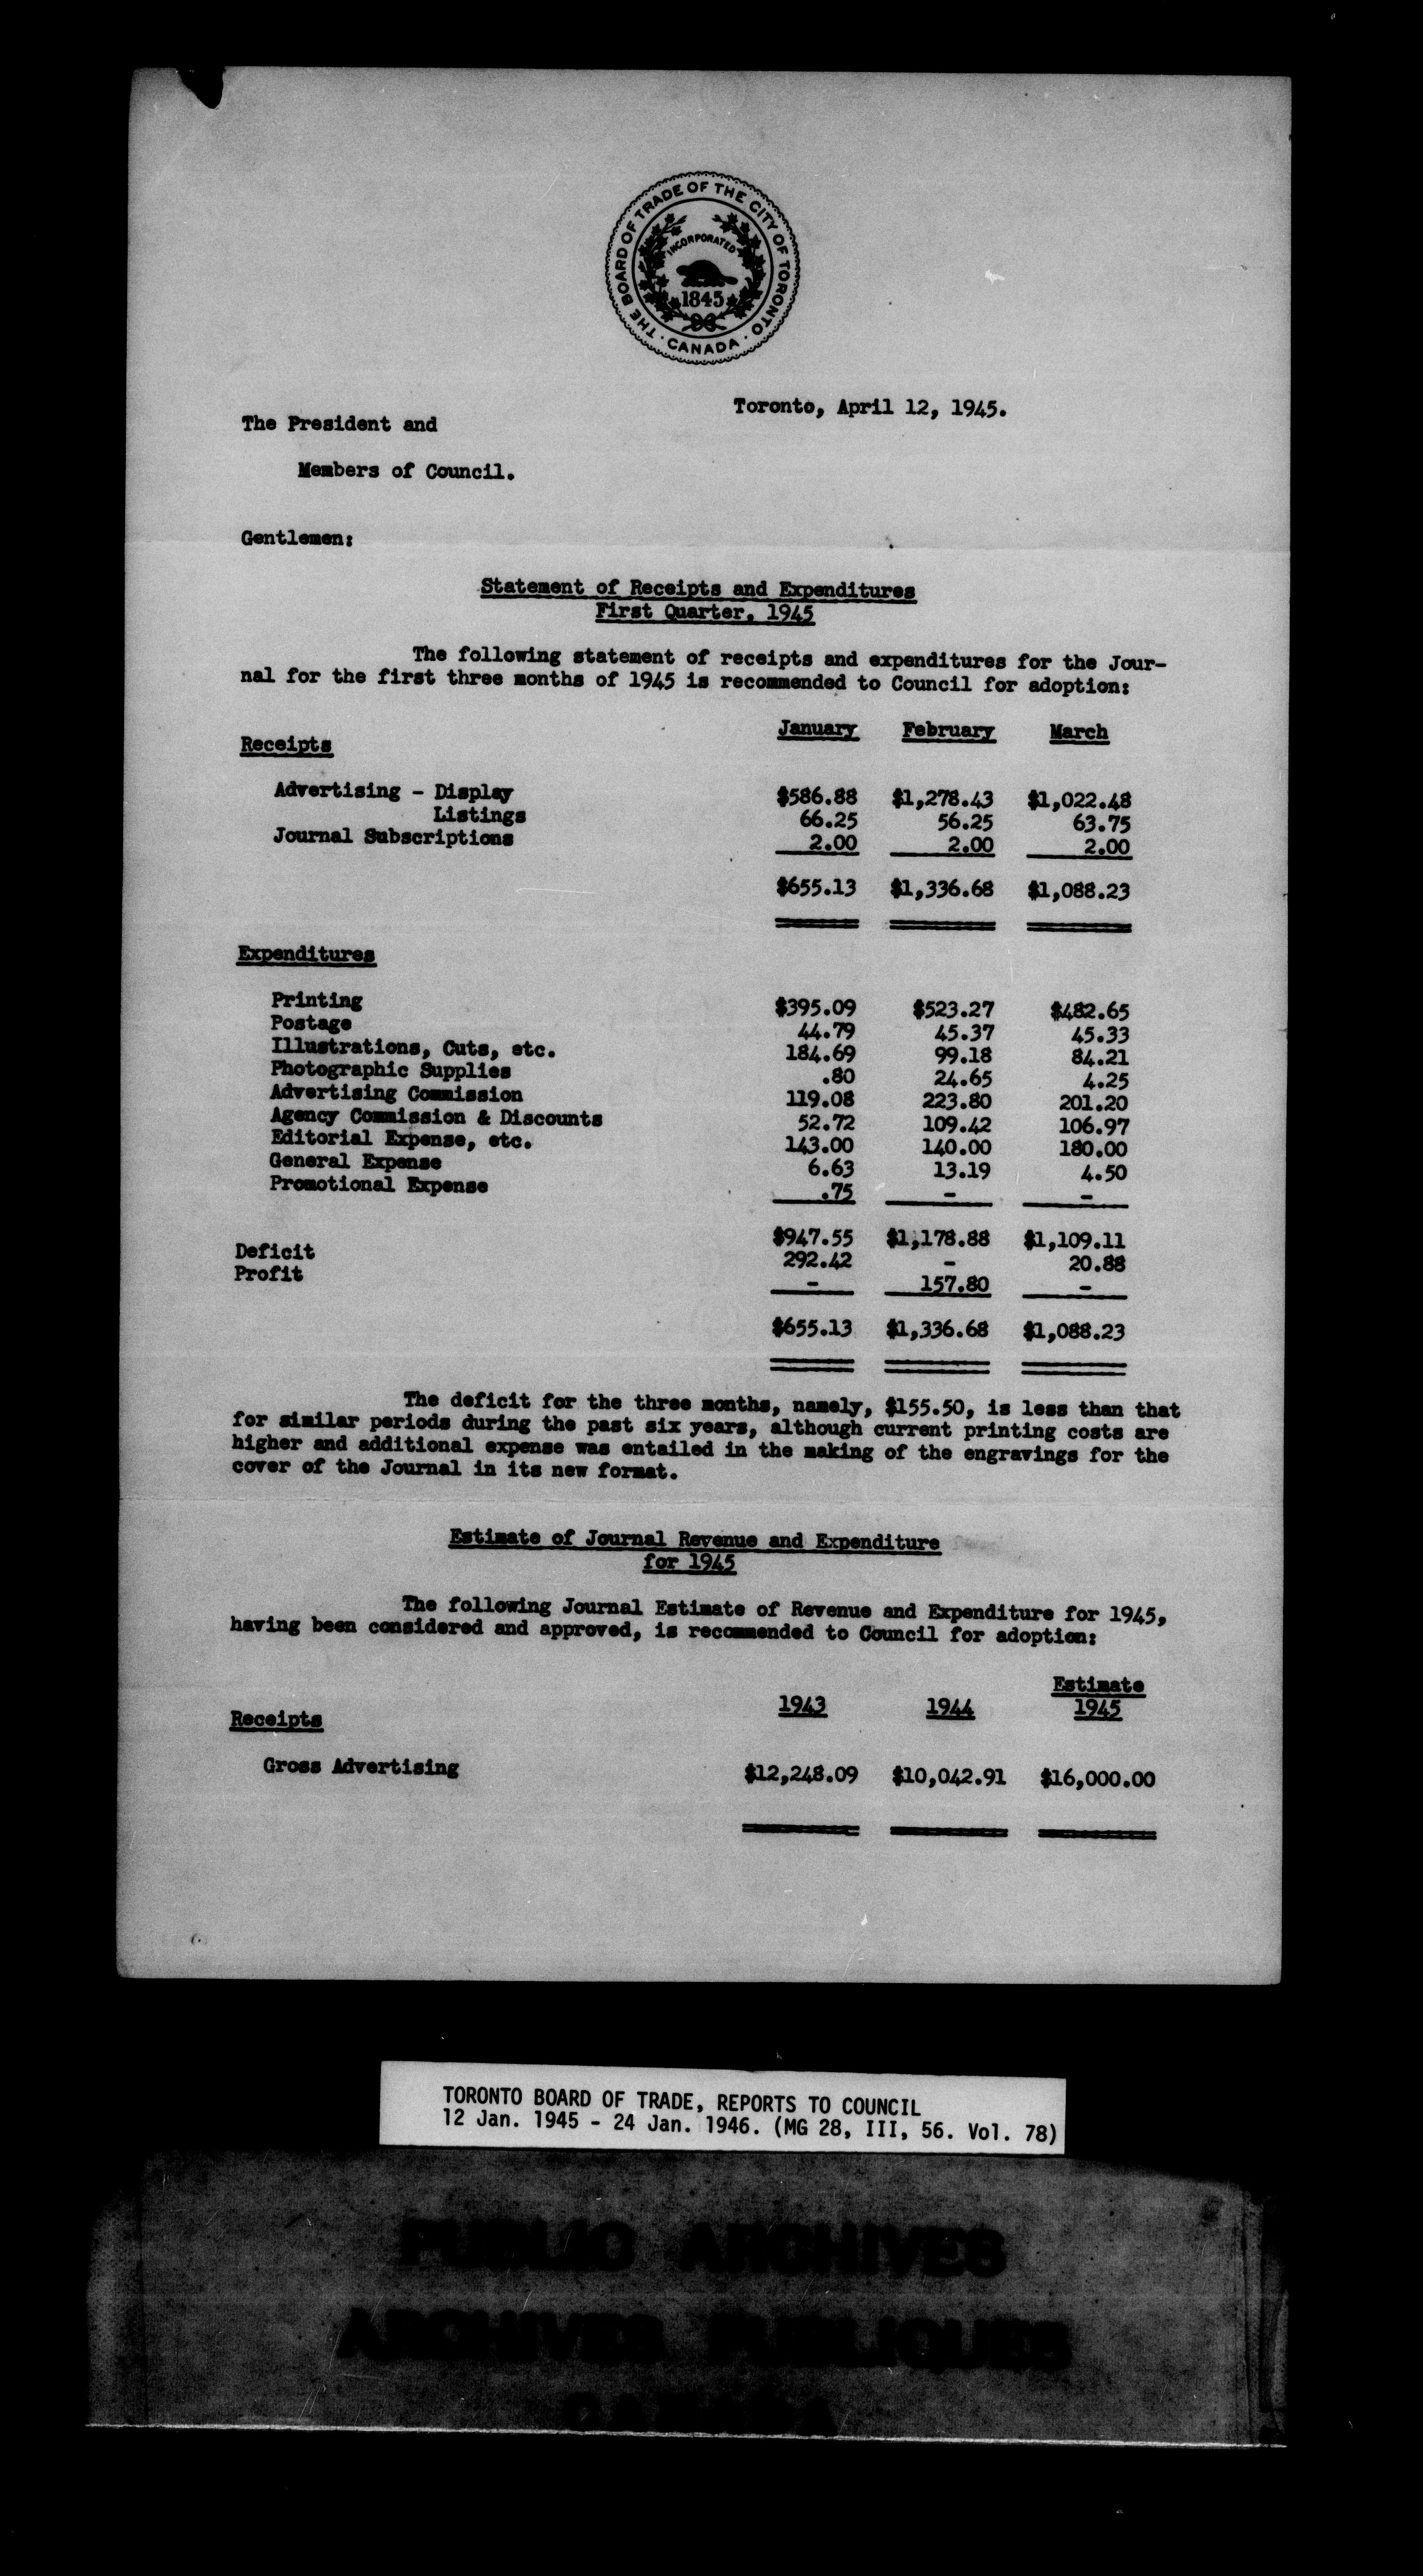 THE BOARD OF TRADE OF THE CITY OF TORONTO
INCORPORATED
1845
· CANADA ·
Toronto, April 12, 1945.
The President and
Members of Council.
Gentlemen:
Statement of Receipts and Expenditures
First Quarter, 1945
The following statement of receipts and expenditures for the Jour-
nal for the first three months of 1945 is recommended to Council for adoption:
January February March
Receipts
Advertising - Display $586.88 $1,278.43 $1,022.48
Listings 66.25 56.25 63.75
Journal Subscriptions 2.00 2.00 2.00
$655.13 $1,336.68 $1,088.23
Expenditures
Printing $395.09 $523.27 $482.65
Postage 44.79 45.37 45.33
Illustrations, Cuts, etc. 184.69 99.18 84.21
Photographic Supplies .80 24.65 4.25
Advertising Commission 119.08 223.80 201.20
Agency Commission & Discounts 52.72 109.42 106.97
Editorial Expense, etc. 143.00 140.00 180.00
General Expense 6.63 13.19 4.50
Promotional Expense .75 - -
$947.55 $1,178.88 $1,109.11
Deficit 292.42 - 20.88
Profit - 157.80 -
$655.13 $1,336.68 $1,088.23
The deficit for the three months, namely, $155.50, is less than that
for similar periods during the past six years, although current printing costs are
higher and additional expense was entailed in the making of the engravings for the
cover of the Journal in its new format.
Estimate of Journal Revenue and Expenditure
for 1945
The following Journal Estimate of Revenue and Expenditure for 1945,
having been considered and approved, is recommended to Council for adoption:
Estimate
1943 1944 1945
Receipts
Gross Advertising $12,248.09 $10,042.91 $16,000.00
TORONTO BOARD OF TRADE, REPORTS TO COUNCIL
12 Jan. 1945 - 24 Jan. 1946. (MG 28, III, 56. Vol. 78)
PUBLIC ARCHIVES
ARCHIVES PUBLIQUES
CANADA